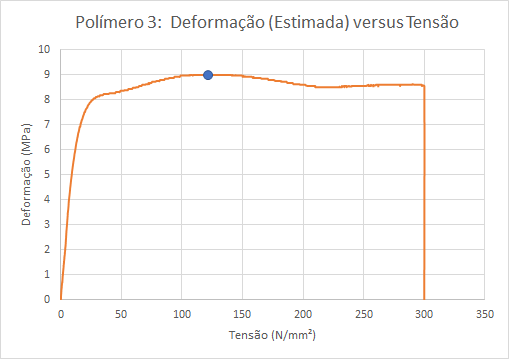 Polímero 3:  Deformação (Estimada) versus Tensão
10
9
8
7
6
5
4
3
2
1
0
Deformação (MPa)
0 50 100 150 200 250 300 350
Tensão (N/mm²)